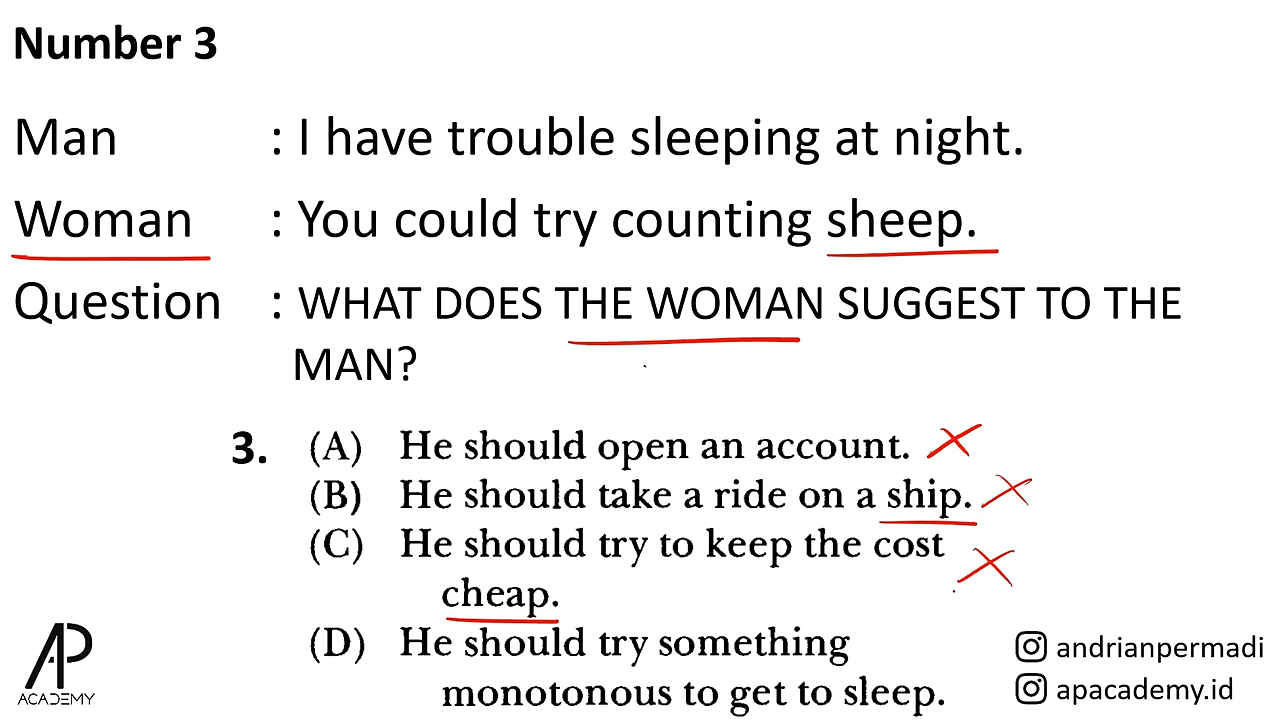 Number 3
Man : I have trouble sleeping at night.
Woman : You could try counting sheep.
Question : WHAT DOES THE WOMAN SUGGEST TO THE
MAN?
3. (A) He should open an account.
(B) He should take a ride on a ship.
(C) He should try to keep the cost
cheap.
(D) He should try something
monotonous to get to sleep.
AP
ACADEMY
andrianpermadi
apacademy.id